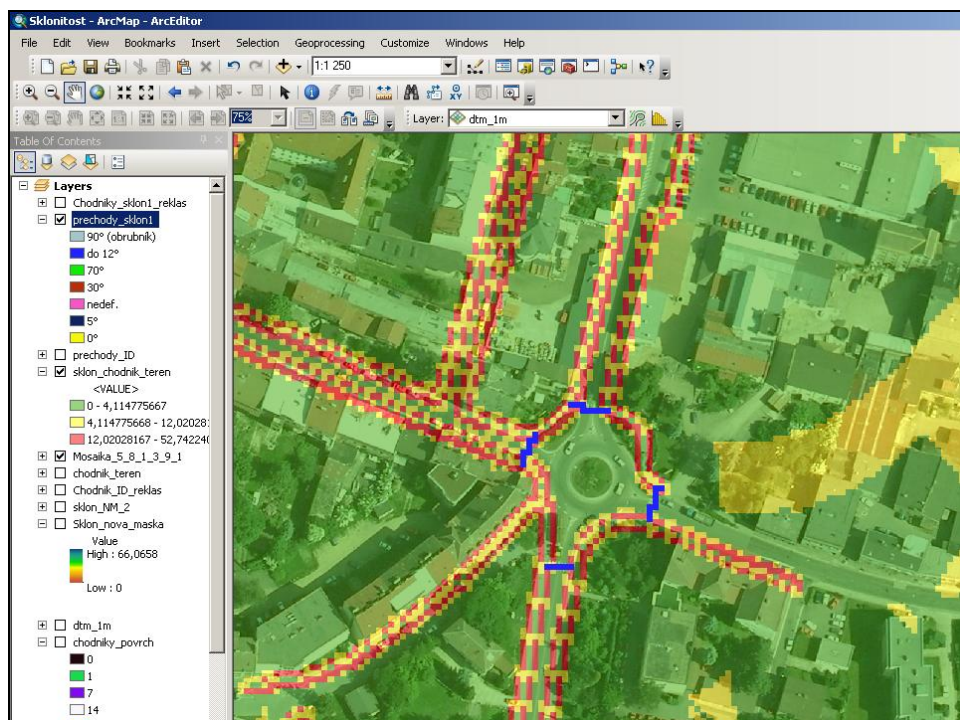 Sklonitost - ArcMap - ArcEditor
File Edit View Bookmarks Insert Selection Geoprocessing Customize Windows Help
1:1 250
75% Layer: dtm_1m
Table Of Contents
Layers
Chodniky_sklon1_reklas
prechody_sklon1
90° (obrubník)
do 12°
70°
30°
nedef.
5°
0°
prechody_ID
sklon_chodnik_teren
<VALUE>
0 - 4,114775667
4,114775668 - 12,020281
12,02028167 - 52,742240
Mosaika_5_8_1_3_9_1
chodnik_teren
Chodnik_ID_reklas
sklon_NM_2
Sklon_nova_maska
Value
High : 66,0658
Low : 0
dtm_1m
chodniky_povrch
0
1
7
14